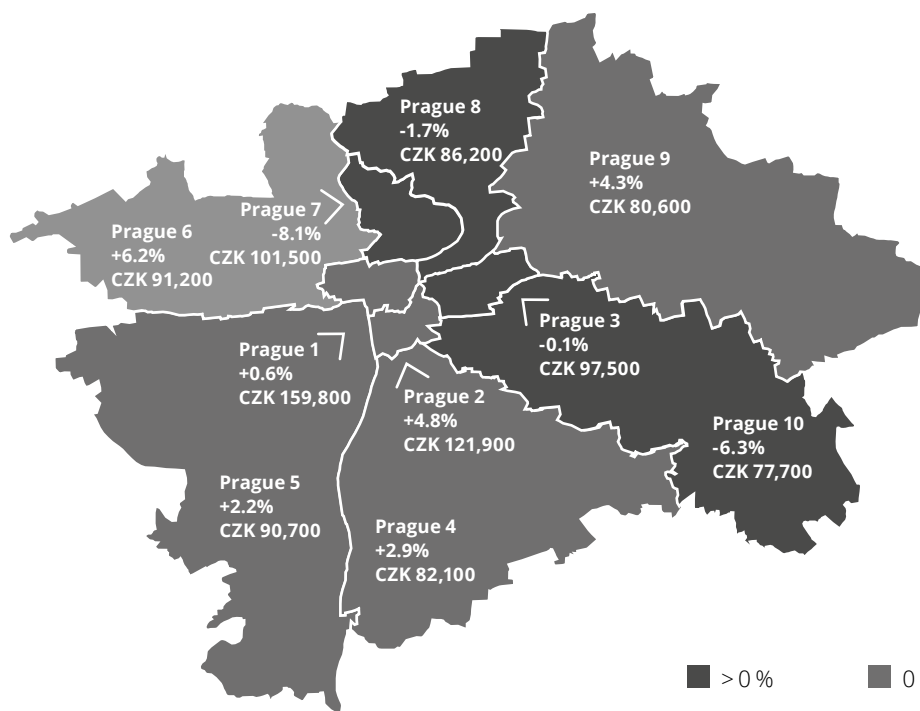 Prague 8
-1.7%
CZK 86,200
Prague 9
+4.3%
CZK 80,600
Prague 7
-8.1%
CZK 101,500
Prague 6
+6.2%
CZK 91,200
Prague 3
-0.1%
CZK 97,500
Prague 1
+0.6%
CZK 159,800
Prague 2
+4.8%
CZK 121,900
Prague 10
-6.3%
CZK 77,700
Prague 5
+2.2%
CZK 90,700
Prague 4
+2.9%
CZK 82,100
> 0 %
0